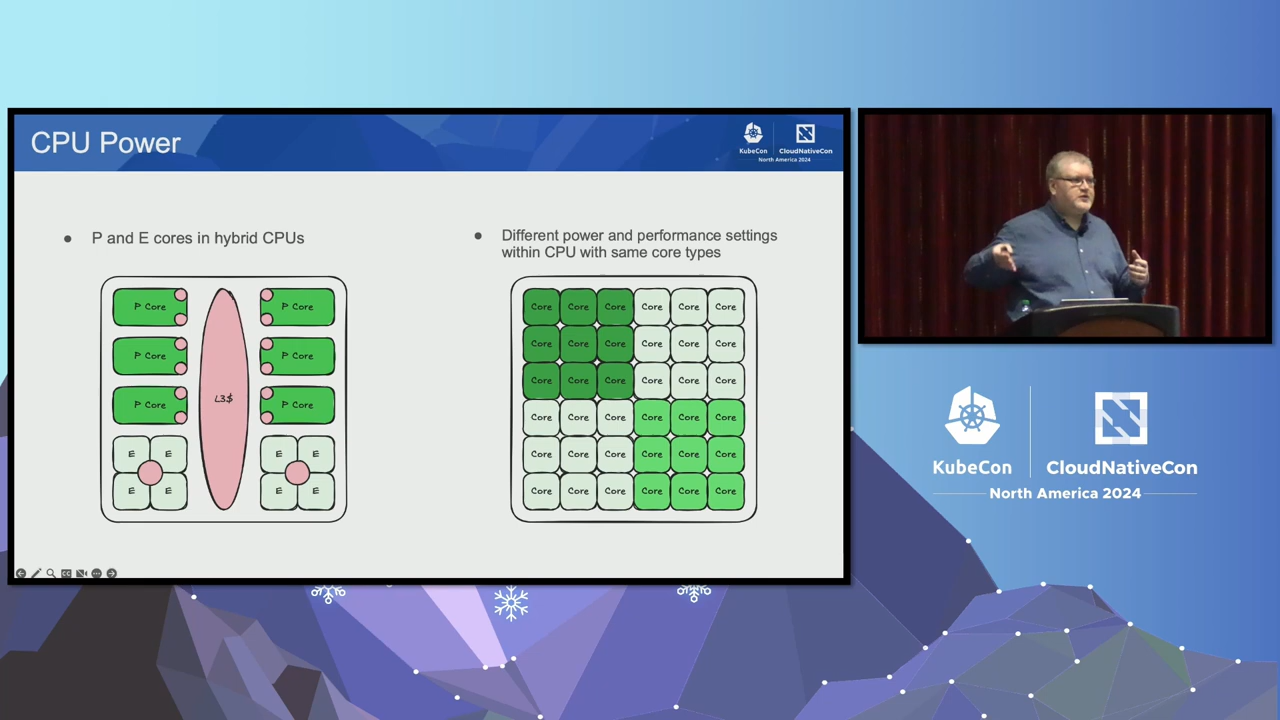 CPU Power
KubeCon
CloudNativeCon
North America 2024
P and E cores in hybrid CPUs
P Core
P Core
P Core
P Core
L3$
P Core
P Core
E E
E E
E E
E E
Different power and performance settings
within CPU with same core types
Core Core Core Core Core Core
Core Core Core Core Core Core
Core Core Core Core Core Core
Core Core Core Core Core Core
Core Core Core Core Core Core
Core Core Core Core Core Core
KubeCon
CloudNativeCon
North America 2024